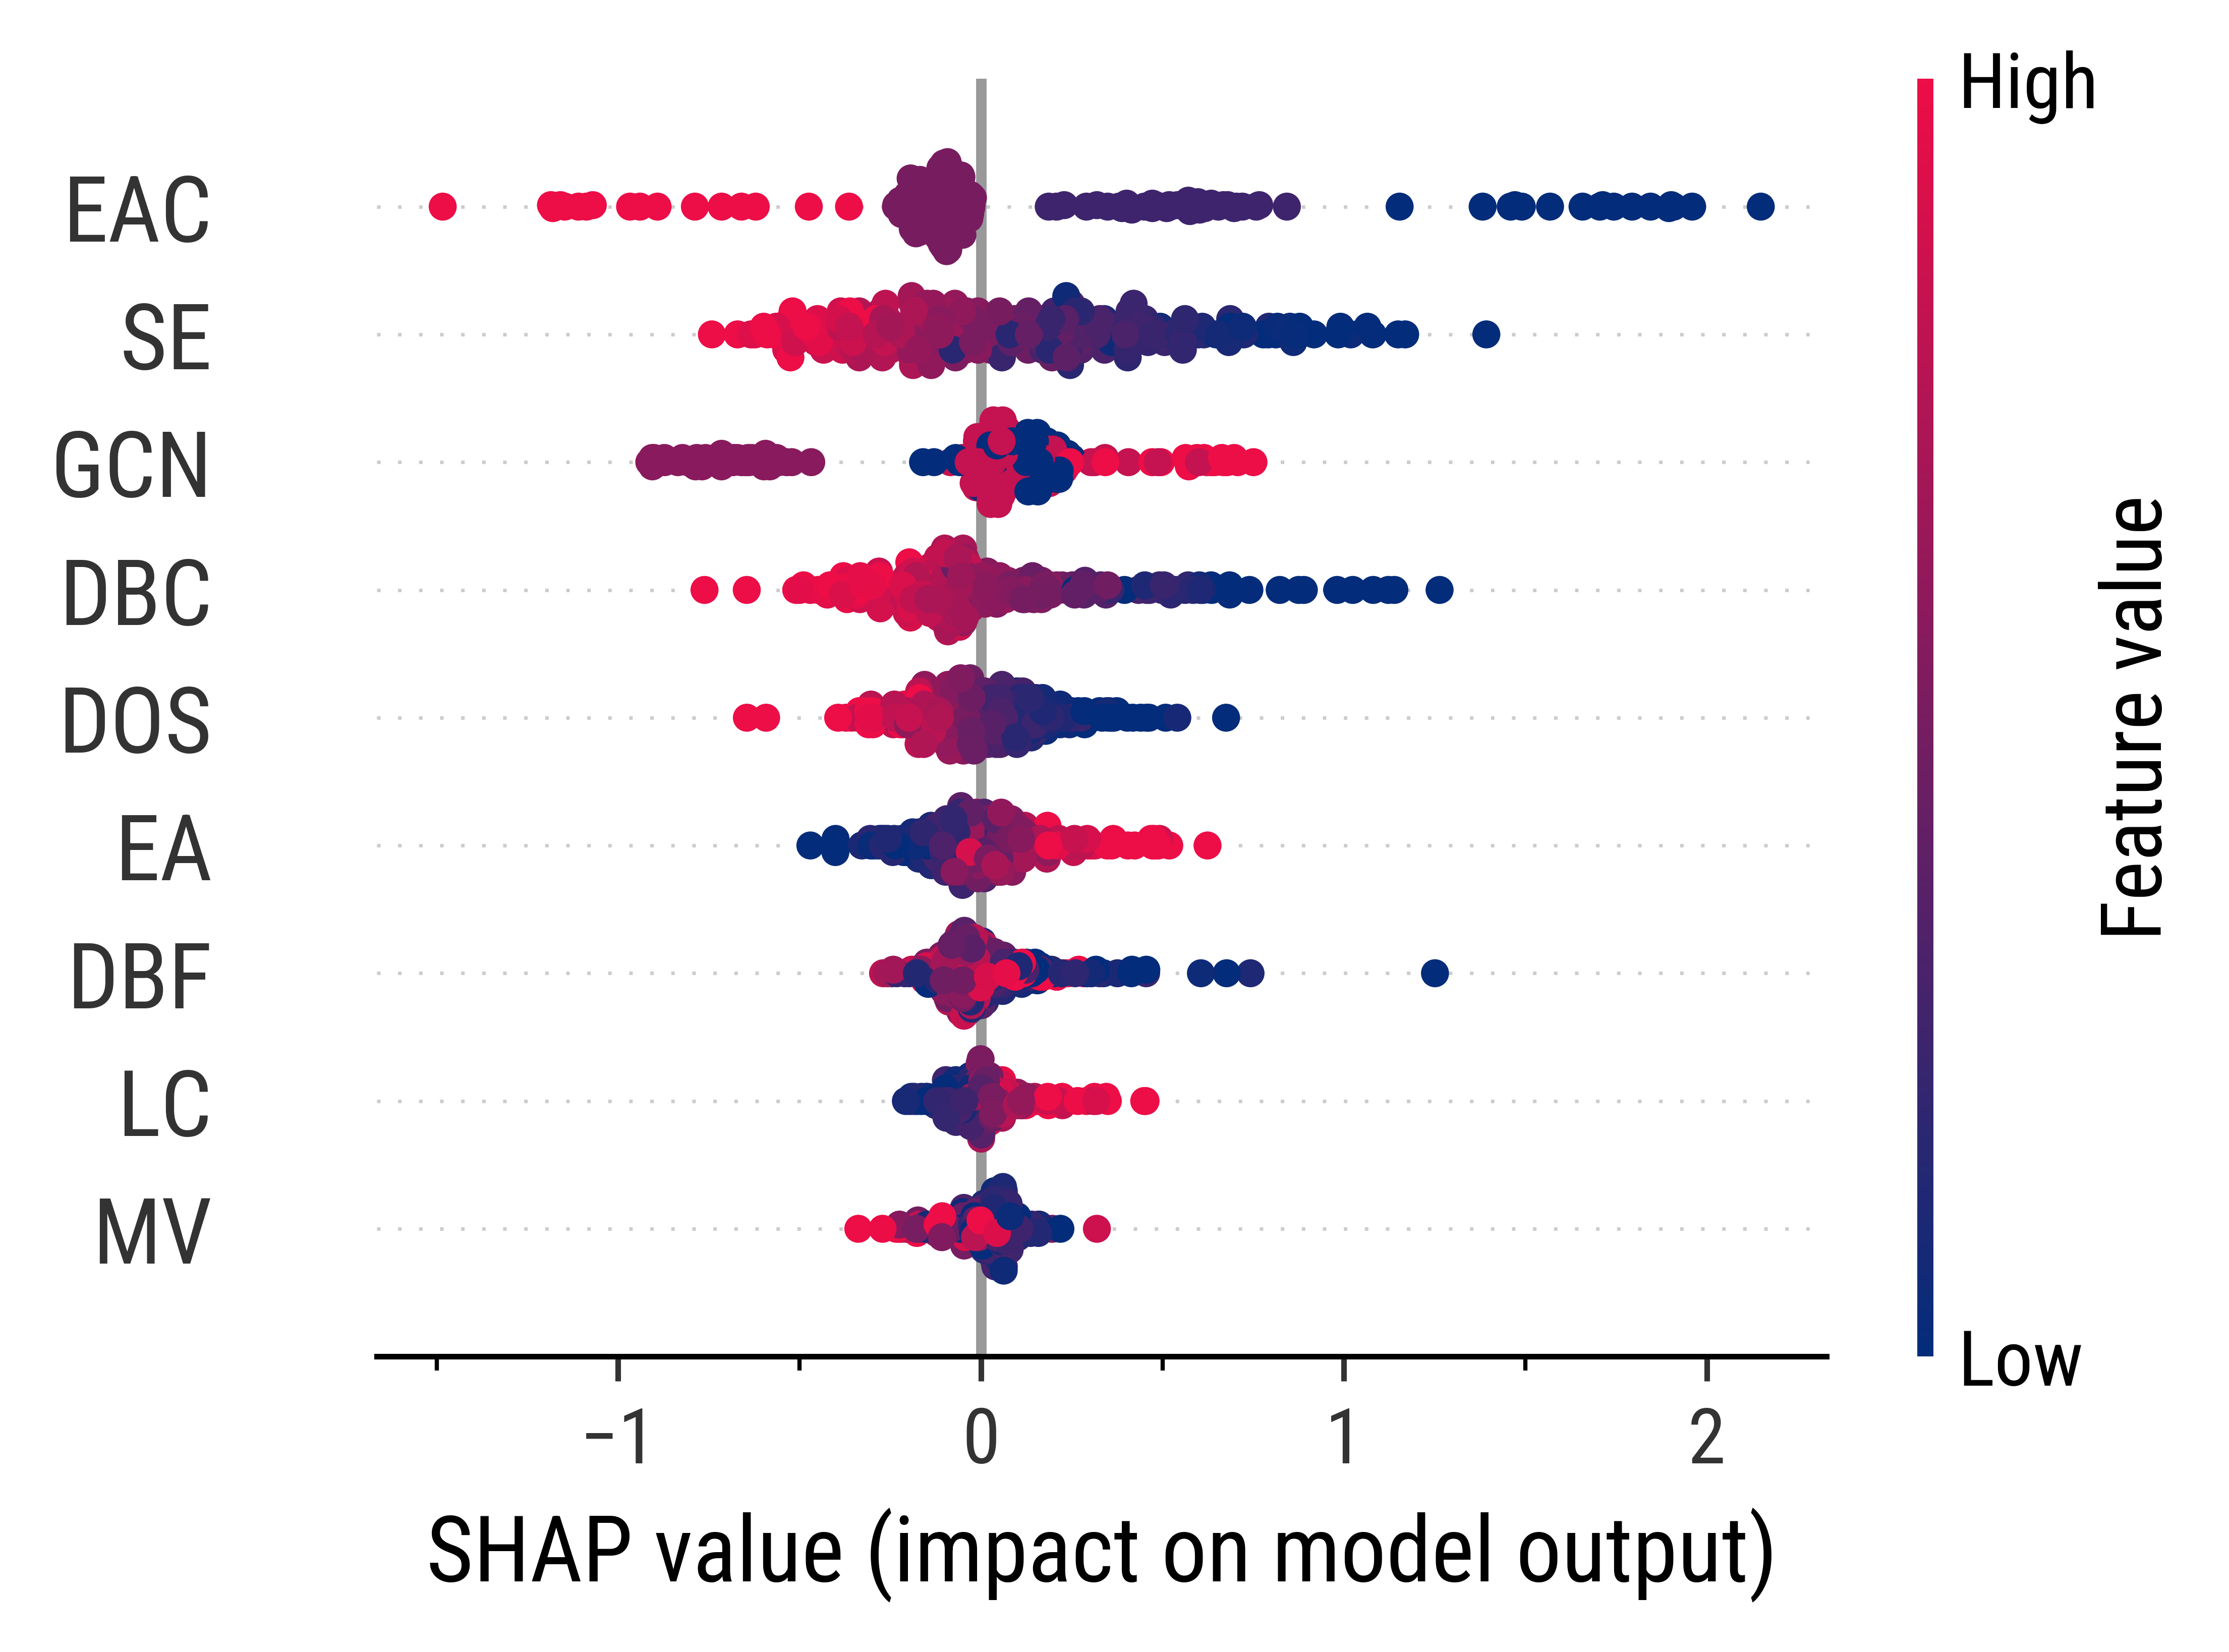 High
EAC
SE
GCN
DBC
DOS
EA
DBF
LC
MV
Feature value
Low
−1 0 1 2
SHAP value (impact on model output)